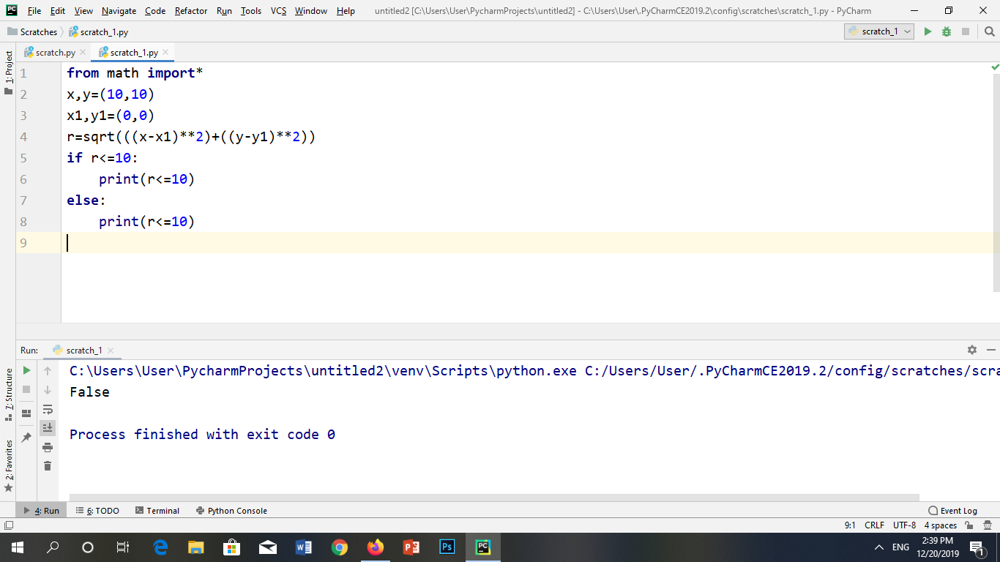 PC File Edit View Navigate Code Refactor Run Tools VCS Window Help untitled2 [C:\Users\User\PycharmProjects\untitled2] - C:\Users\User\.PyCharmCE2019.2\config\scratches\scratch_1.py - PyCharm
Scratches scratch_1.py scratch_1
scratch.py scratch_1.py
1: Project
1 from math import*
2 x,y=(10,10)
3 x1,y1=(0,0)
4 r=sqrt(((x-x1)**2)+((y-y1)**2))
5 if r<=10:
6     print(r<=10)
7 else:
8     print(r<=10)
9
Run: scratch_1
C:\Users\User\PycharmProjects\untitled2\venv\Scripts\python.exe C:/Users/User/.PyCharmCE2019.2/config/scratches/scra
False
Process finished with exit code 0
7: Structure
2: Favorites
4: Run 6: TODO Terminal Python Console Event Log
9:1 CRLF UTF-8 4 spaces
ENG 2:39 PM
12/20/2019 1